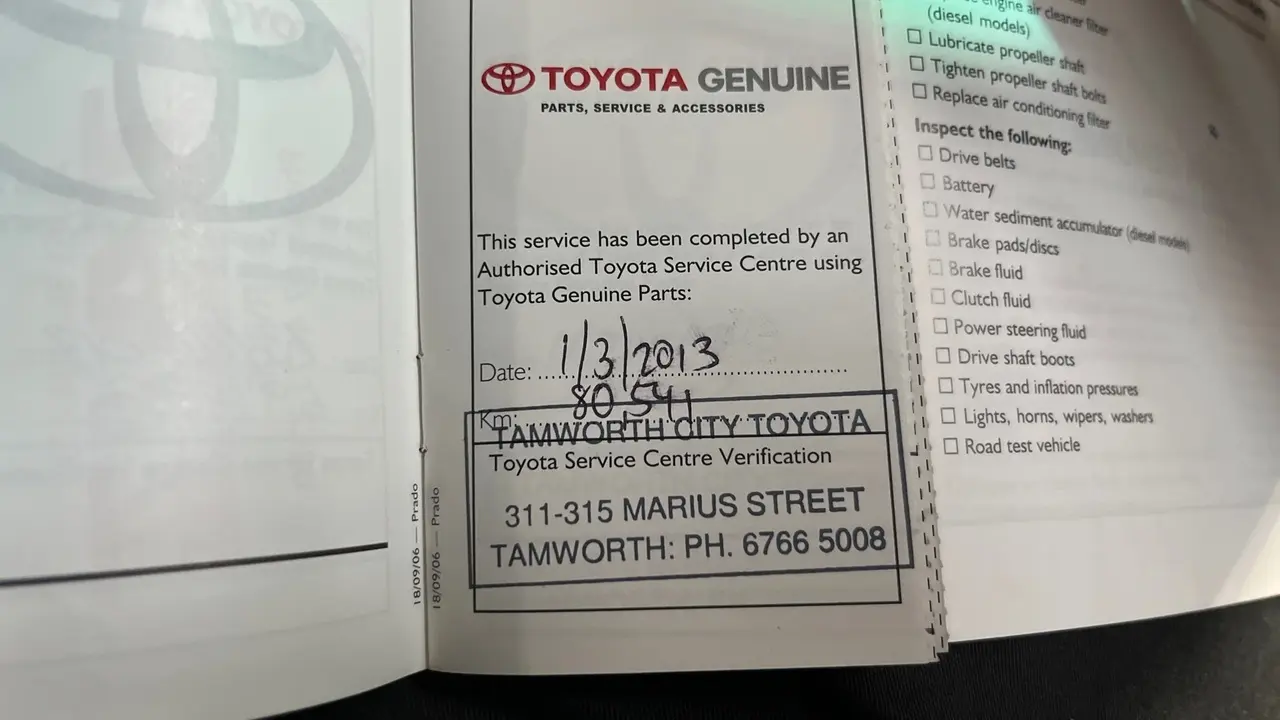 TOYOTA GENUINE
PARTS, SERVICE & ACCESSORIES
This service has been completed by an
Authorised Toyota Service Centre using
Toyota Genuine Parts:
Date: 1/3/2013
Km: 80,541
TAMWORTH CITY TOYOTA
Toyota Service Centre Verification
311-315 MARIUS STREET
TAMWORTH: PH. 6766 5008
18/09/06 — Prado
18/09/06 — Prado
engine air cleaner filter
(diesel models)
Lubricate propeller shaft
Tighten propeller shaft bolts
Replace air conditioning filter
Inspect the following:
Drive belts
Battery
Water sediment accumulator (diesel models)
Brake pads/discs
Brake fluid
Clutch fluid
Power steering fluid
Drive shaft boots
Tyres and inflation pressures
Lights, horns, wipers, washers
Road test vehicle